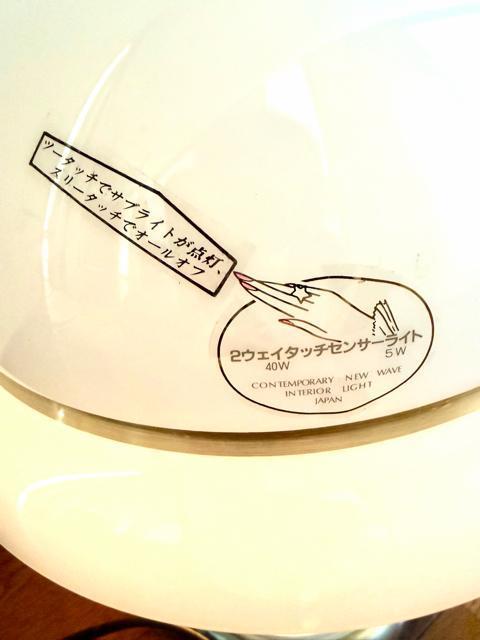 ツータッチでサブライトが点灯、
スリータッチでオールオフ
2ウェイタッチセンサーライト
40W 5W
CONTEMPORARY NEW WAVE
INTERIOR LIGHT
JAPAN